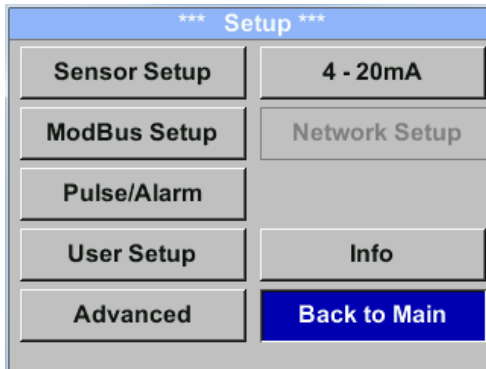 *** Setup ***
Sensor Setup
4 - 20mA
ModBus Setup
Network Setup
Pulse/Alarm
User Setup
Info
Advanced
Back to Main